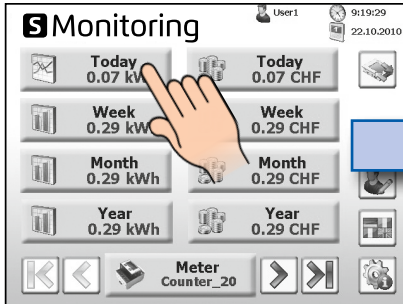 S Monitoring
User1
9:19:29
22.10.2010
Today
0.07 kW
Today
0.07 CHF
Week
0.29 kW
Week
0.29 CHF
Month
0.29 kWh
Month
0.29 CHF
Year
0.29 kWh
Year
0.29 CHF
Meter
Counter_20